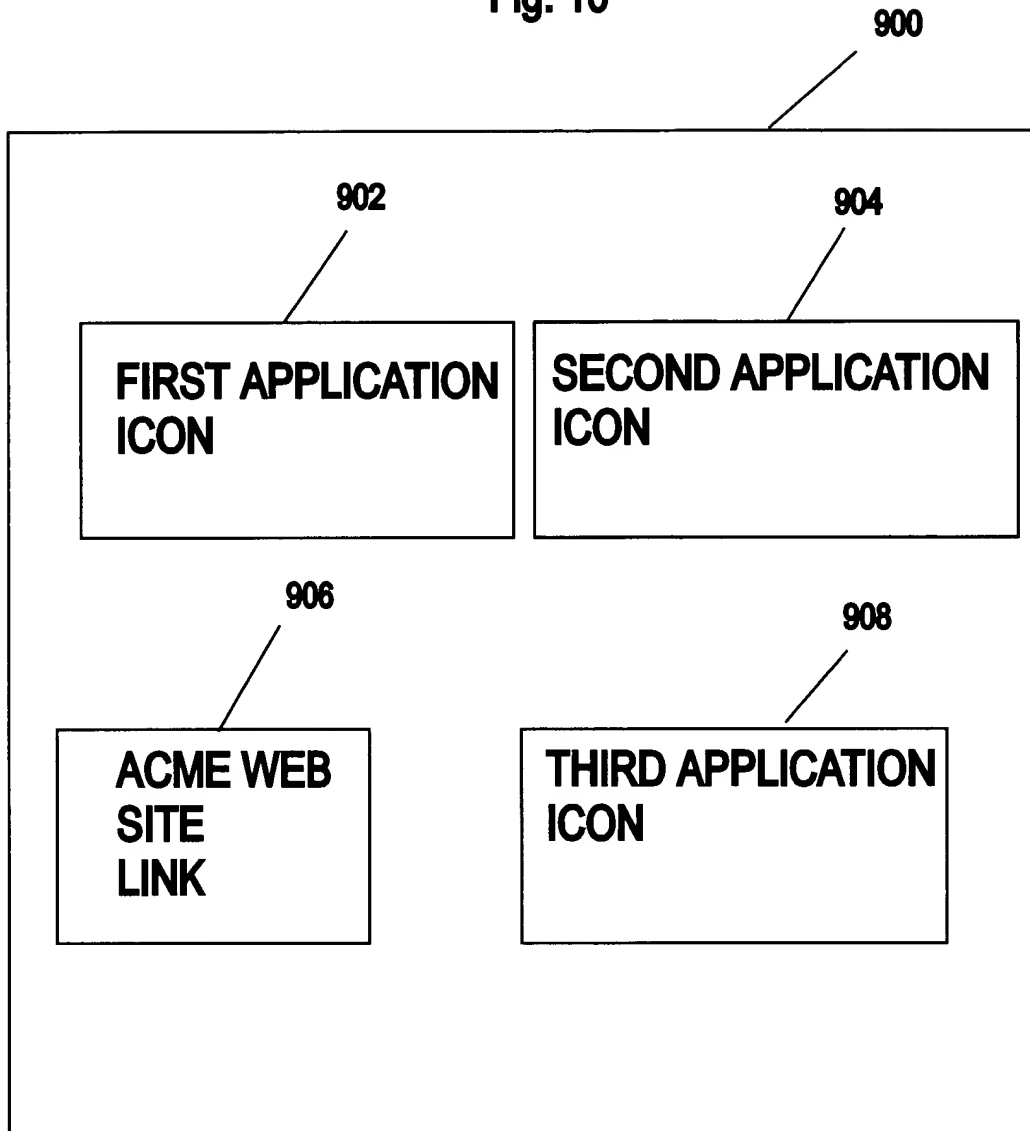 Fig. 10
900
902
904
FIRST APPLICATION
ICON
SECOND APPLICATION
ICON
906
908
ACME WEB
SITE
LINK
THIRD APPLICATION
ICON